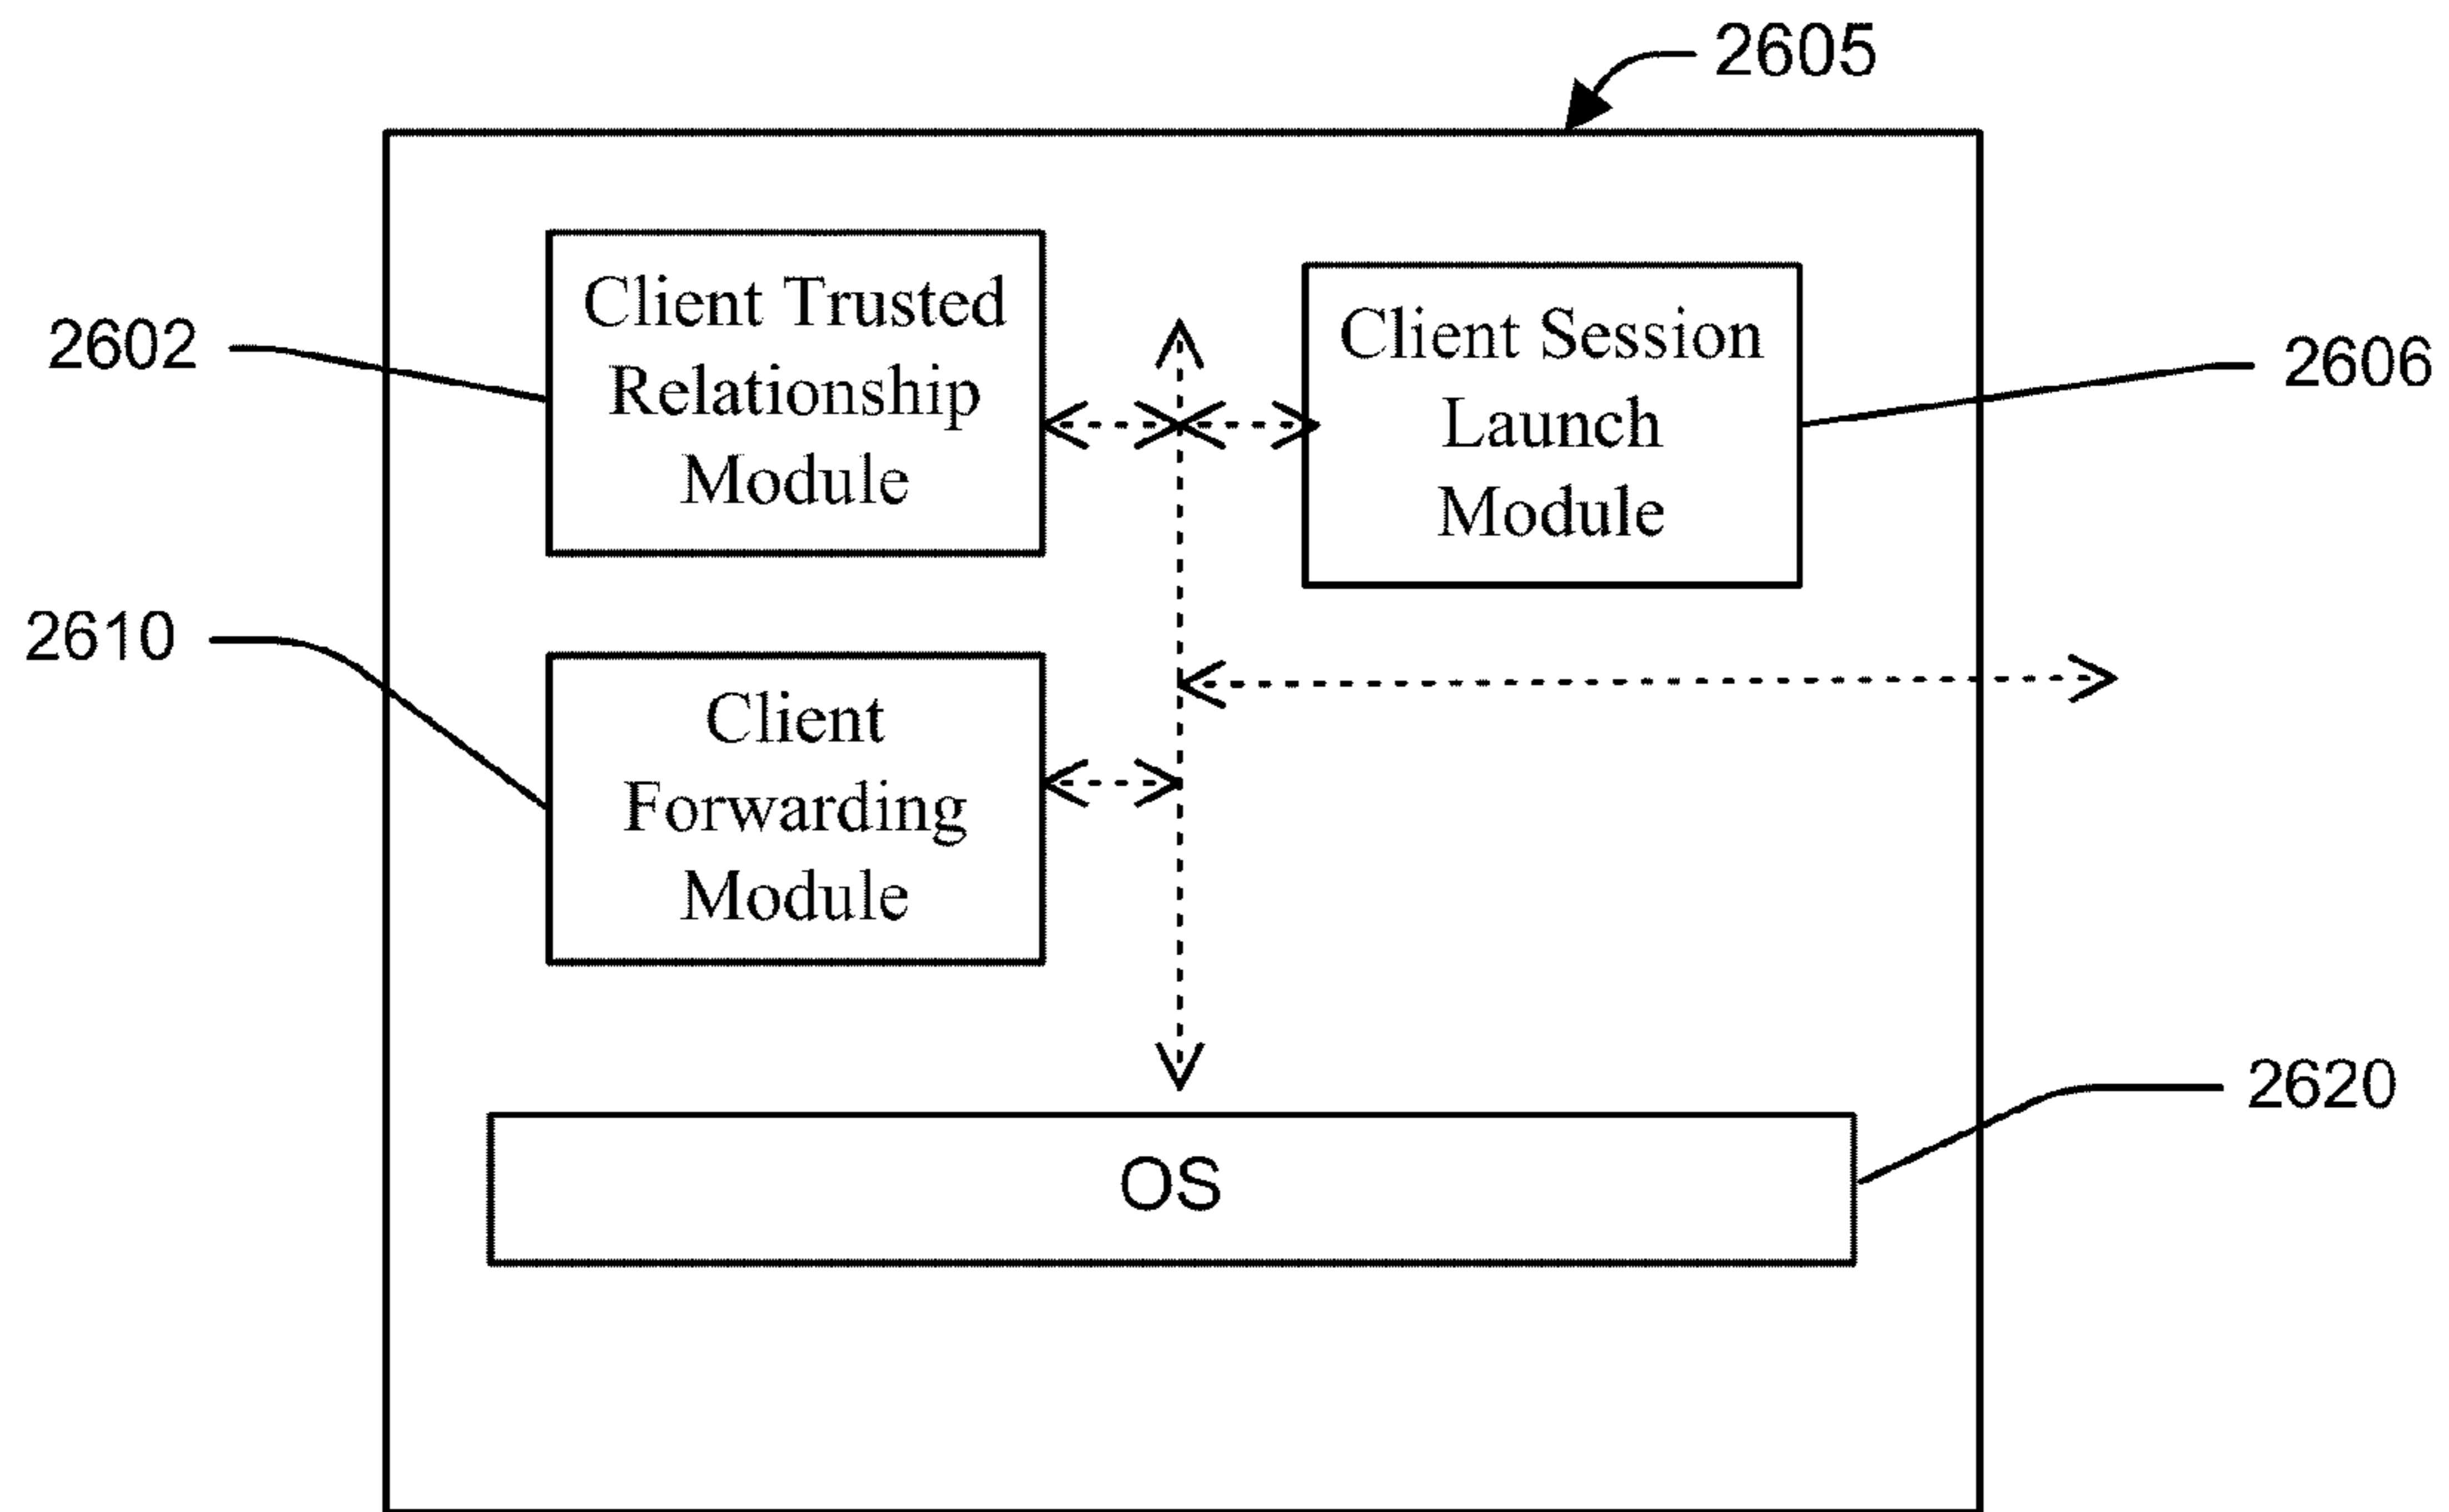 2605
Client Trusted
Relationship
Module
2602
Client Session
Launch
Module
2606
2610
Client
Forwarding
Module
2620
OS